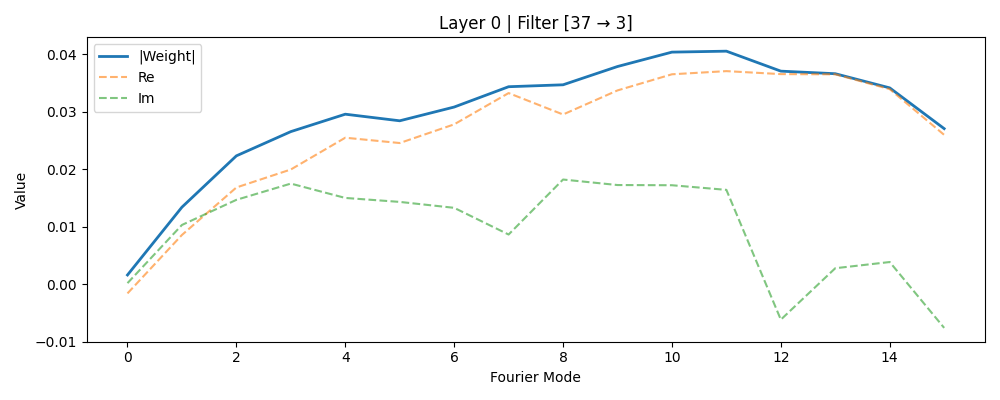 Layer 0 | Filter [37 → 3]
|Weight|
Re
Im
Value
0.04
0.03
0.02
0.01
0.00
−0.01
0 2 4 6 8 10 12 14
Fourier Mode